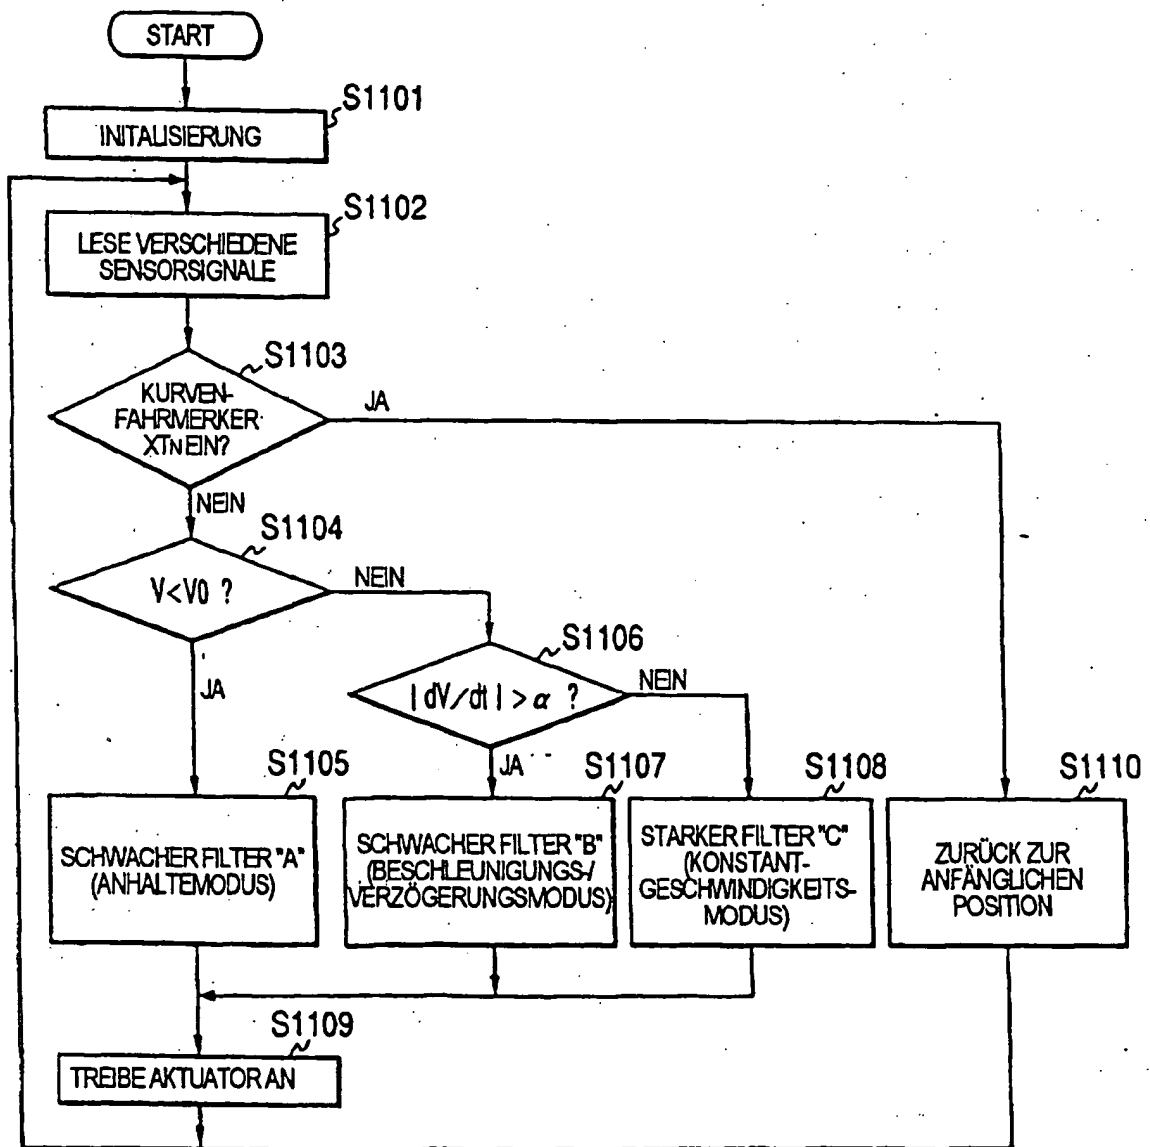 START
S1101
INITALISIERUNG
S1102
LESE VERSCHIEDENE
SENSORSIGNALE
S1103
KURVEN-
FAHRMERKER
XTN EIN?
JA
NEIN
S1104
V<V0 ?
NEIN
JA
S1106
|dV/dt|>α ?
NEIN
JA
S1105
SCHWACHER FILTER "A"
(ANHALTEMODUS)
S1107
SCHWACHER FILTER "B"
(BESCHLEUNIGUNGS-/
VERZÖGERUNGSMODUS)
S1108
STARKER FILTER "C"
(KONSTANT-
GESCHWINDIGKEITS-
MODUS)
S1110
ZURÜCK ZUR
ANFÄNGLICHEN
POSITION
S1109
TREIBE AKTUATOR AN